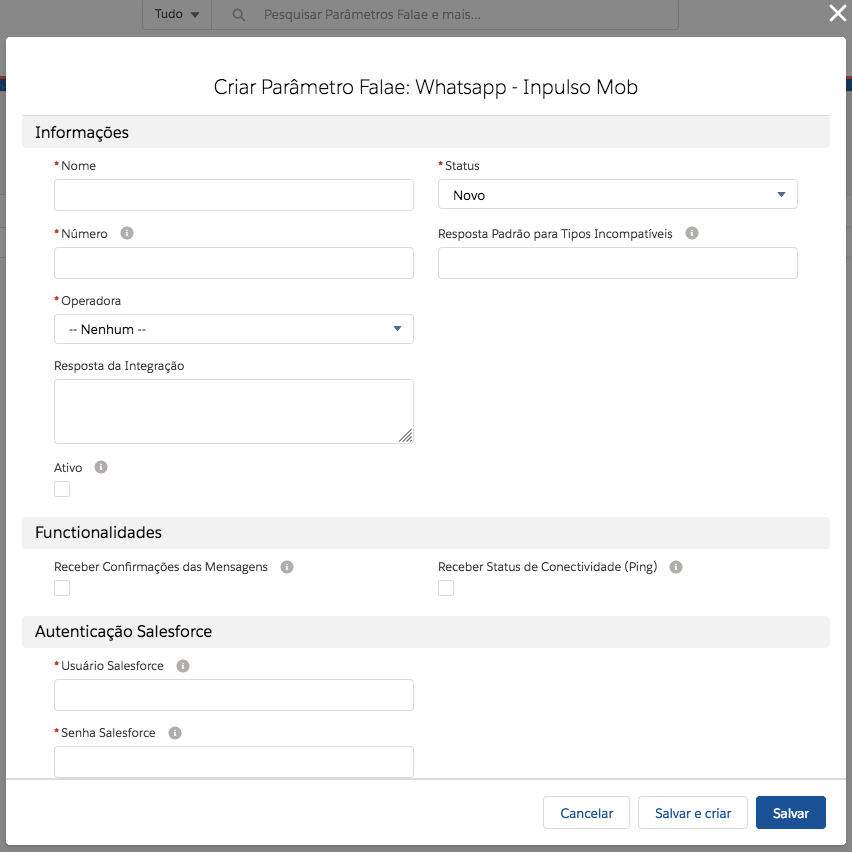 Tudo
Pesquisar Parâmetros Falae e mais...
Criar Parâmetro Falae: Whatsapp - Inpulso Mob
Informações
* Nome
* Status
Novo
* Número
Resposta Padrão para Tipos Incompatíveis
* Operadora
-- Nenhum --
Resposta da Integração
Ativo
Functionalidades
Receber Confirmações das Mensagens
Receber Status de Conectividade (Ping)
Autenticação Salesforce
* Usuário Salesforce
* Senha Salesforce
Cancelar
Salvar e criar
Salvar